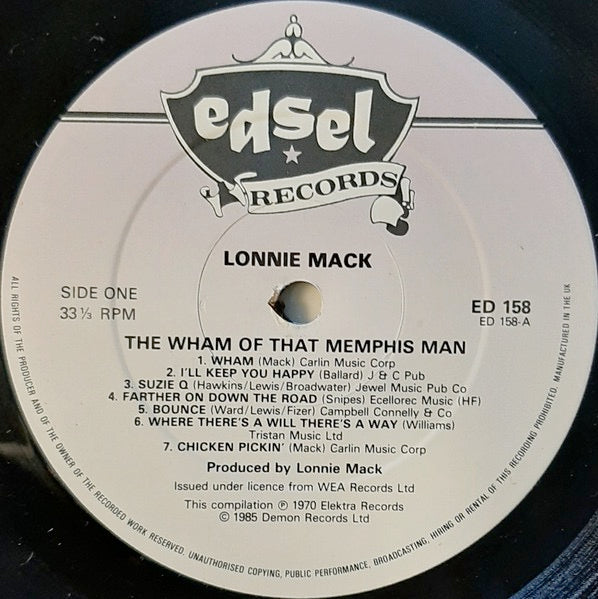 edsel
RECORDS
LONNIE MACK
SIDE ONE
33 ⅓ RPM
ED 158
ED 158-A
THE WHAM OF THAT MEMPHIS MAN
1. WHAM (Mack) Carlin Music Corp
2. I'LL KEEP YOU HAPPY (Ballard) J & C Pub
3. SUZIE Q (Hawkins/Lewis/Broadwater) Jewel Music Pub Co
4. FARTHER ON DOWN THE ROAD (Snipes) Ecellorec Music (HF)
5. BOUNCE (Ward/Lewis/Fizer) Campbell Connelly & Co
6. WHERE THERE'S A WILL THERE'S A WAY (Williams)
Tristan Music Ltd
7. CHICKEN PICKIN' (Mack) Carlin Music Corp
Produced by Lonnie Mack
Issued under licence from WEA Records Ltd
This compilation ℗ 1970 Elektra Records
© 1985 Demon Records Ltd
ALL RIGHTS OF THE PRODUCER AND OF THE OWNER OF THE RECORDED WORK RESERVED. UNAUTHORISED COPYING, PUBLIC PERFORMANCE, BROADCASTING, HIRING OR RENTAL OF THIS RECORDING PROHIBITED. MANUFACTURED IN THE UK